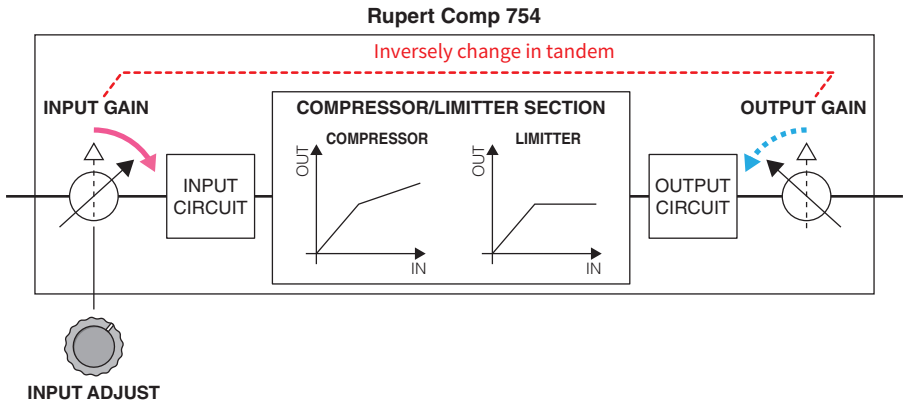 Rupert Comp 754
Inversely change in tandem
INPUT GAIN
OUTPUT GAIN
COMPRESSOR/LIMITTER SECTION
COMPRESSOR
LIMITTER
OUT
OUT
INPUT
CIRCUIT
OUTPUT
CIRCUIT
IN
IN
INPUT ADJUST